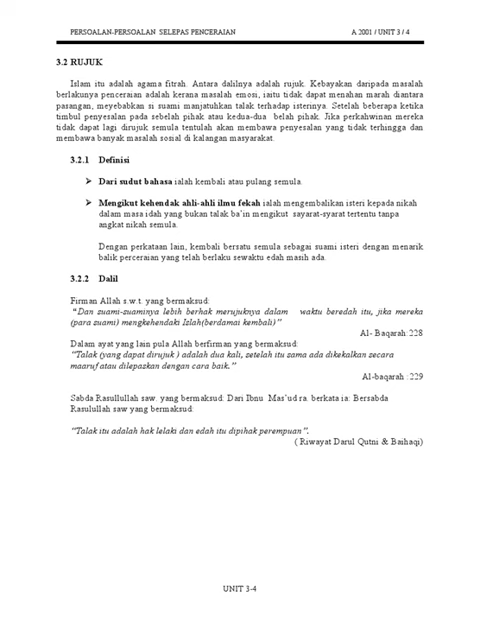 PERSOALAN-PERSOALAN SELEPAS PENCERAIAN A.2001 / UNIT 3 / 4
3.2 RUJUK
Islam itu adalah agama fitrah. Antara dalilnya adalah rujuk. Kebayakan daripada masalah
berlakunya penceraian adalah kerana masalah emosi, iaitu tidak dapat menahan marah diantara
pasangan, meyebabkan si suami manjatuhkan talak terhadap isterinya. Setelah beberapa ketika
timbul penyesalan pada sebelah pihak atau kedua-dua belah pihak. Jika perkahwinan mereka
tidak dapat lagi dirujuk semula tentulah akan membawa penyesalan yang tidak terhingga dan
membawa banyak masalah sosial di kalangan masyarakat.
3.2.1 Definisi
➤ Dari sudut bahasa ialah kembali atau pulang semula.
➤ Mengikut kehendak ahli-ahli ilmu fekah ialah mengembalikan isteri kepada nikah
dalam masa idah yang bukan talak ba'in mengikut sayarat-syarat tertentu tanpa
angkat nikah semula.
Dengan perkataan lain, kembali bersatu semula sebagai suami isteri dengan menarik
balik perceraian yang telah berlaku sewaktu edah masih ada.
3.2.2 Dalil
Firman Allah s.w.t. yang bermaksud:
"Dan suami-suaminya lebih berhak merujuknya dalam waktu beredah itu, jika mereka
(para suami) mengkehendaki Islah(berdamai kembali)"
Al- Baqarah:228
Dalam ayat yang lain pula Allah berfirman yang bermaksud:
"Talak (yang dapat dirujuk ) adalah dua kali, setelah itu sama ada dikekalkan secara
maaruf atau dilepaskan dengan cara baik."
Al-baqarah :229
Sabda Rasullullah saw. yang bermaksud: Dari Ibnu Mas'ud ra. berkata ia: Bersabda
Rasulullah saw yang bermaksud:
"Talak itu adalah hak lelaki dan edah itu dipihak perempuan".
( Riwayat Darul Qutni & Baihaqi)
UNIT 3-4